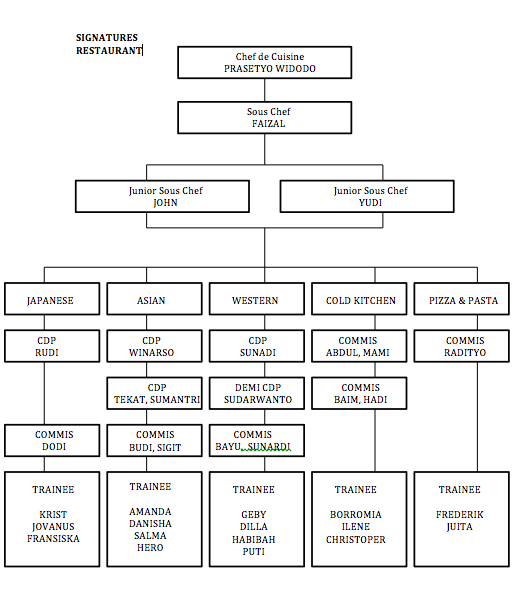 SIGNATURES
RESTAURANT
Chef de Cuisine
PRASETYO WIDODO
Sous Chef
FAIZAL
Junior Sous Chef
JOHN
Junior Sous Chef
YUDI
JAPANESE
ASIAN
WESTERN
COLD KITCHEN
PIZZA & PASTA
CDP
RUDI
CDP
WINARSO
CDP
SUNADI
COMMIS
ABDUL, MAMI
COMMIS
RADITYO
CDP
TEKAT, SUMANTRI
DEMI CDP
SUDARWANTO
COMMIS
BAIM, HADI
COMMIS
DODI
COMMIS
BUDI, SIGIT
COMMIS
BAYU, SUNARDI
TRAINEE
KRIST
JOVANUS
FRANSISKA
TRAINEE
AMANDA
DANISHA
SALMA
HERO
TRAINEE
GEBY
DILLA
HABIBAH
PUTI
TRAINEE
BORROMIA
ILENE
CHRISTOPER
TRAINEE
FREDERIK
JUITA